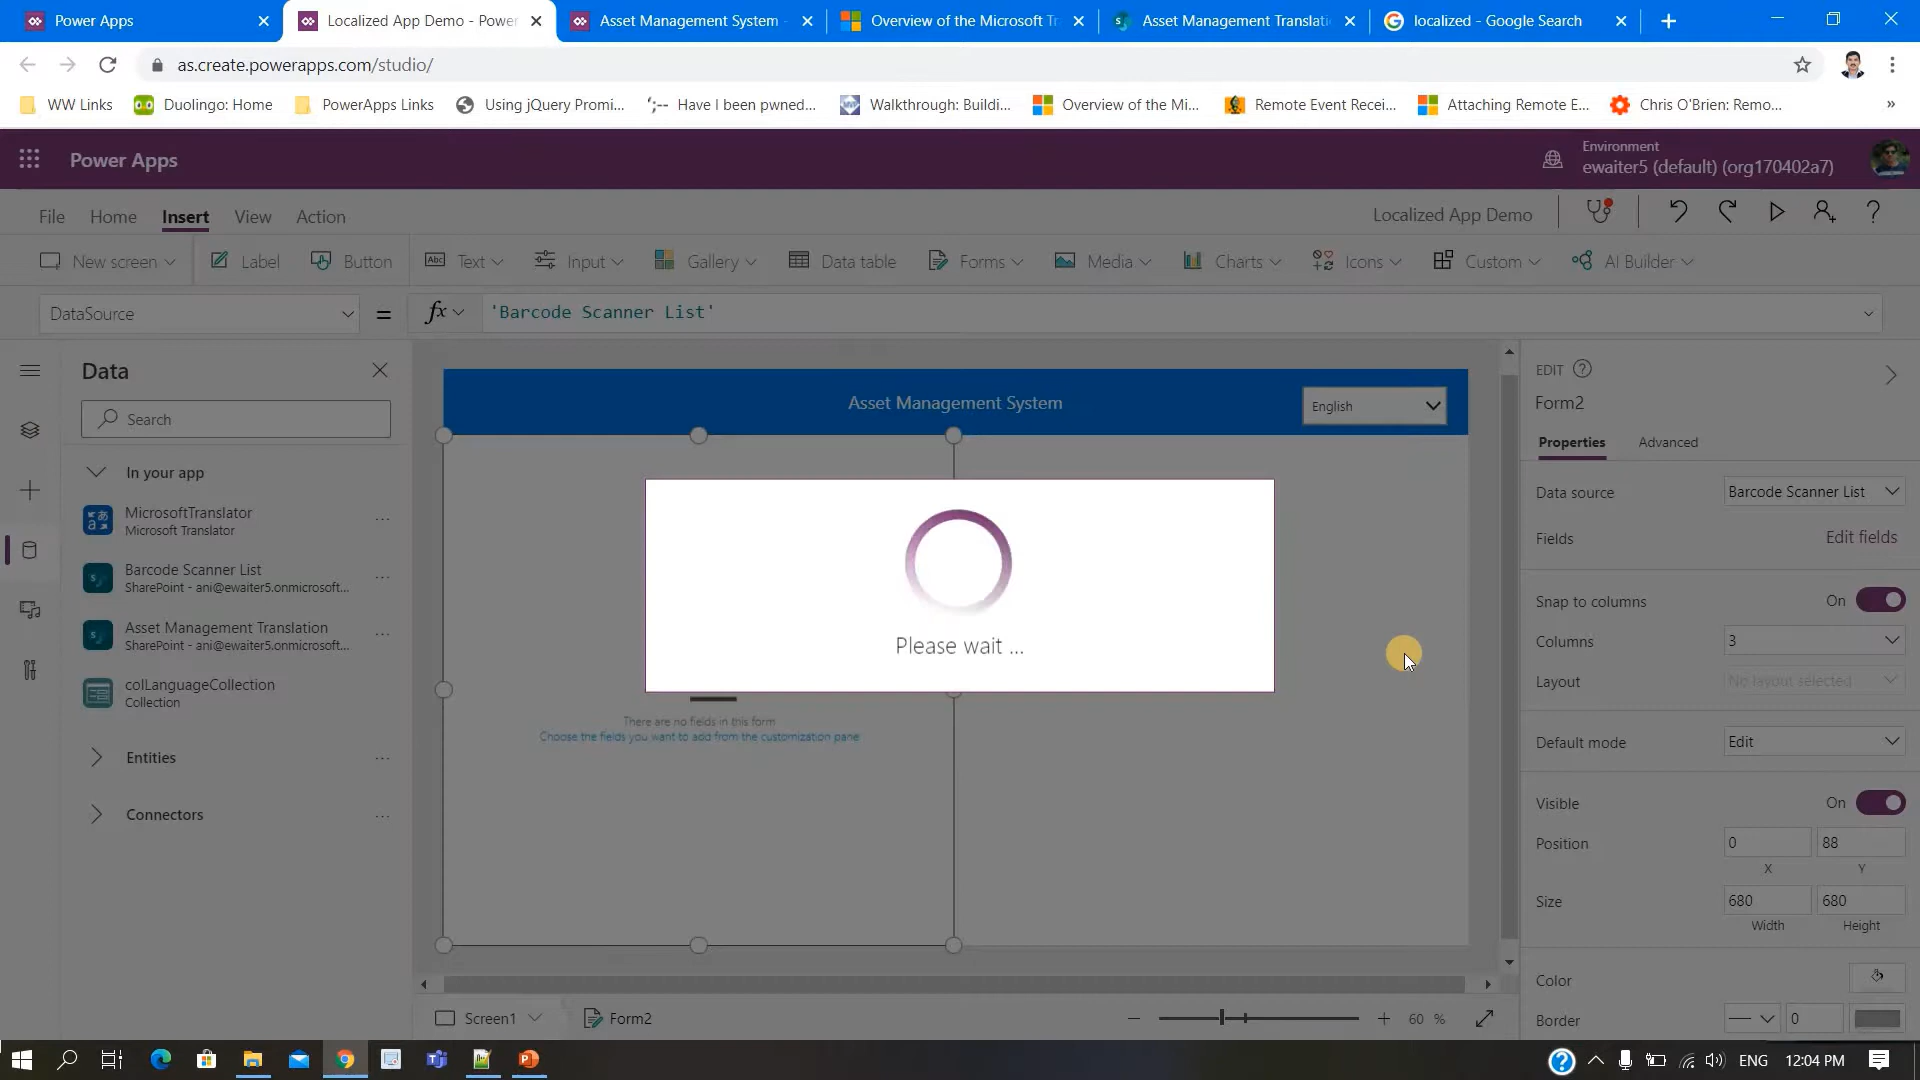 Power Apps
Localized App Demo - Power
Asset Management System -
Overview of the Microsoft Tr
Asset Management Translati
localized - Google Search
as.create.powerapps.com/studio/
WW Links
Duolingo: Home
PowerApps Links
Using jQuery Promi...
Have I been pwned...
Walkthrough: Buildi...
Overview of the Mi...
Remote Event Recei...
Attaching Remote E...
Chris O'Brien: Remo...
»
Power Apps
Environment
ewaiter5 (default) (org170402a7)
File
Home
Insert
View
Action
Localized App Demo
New screen
Label
Button
Abc
Text
Input
Gallery
Data table
Forms
Media
Charts
Icons
Custom
AI Builder
DataSource
=
fx
'Barcode Scanner List'
Data
Search
In your app
MicrosoftTranslator
Microsoft Translator
Barcode Scanner List
SharePoint - ani@ewaiter5.onmicrosoft...
Asset Management Translation
SharePoint - ani@ewaiter5.onmicrosoft...
colLanguageCollection
Collection
Entities
Connectors
Asset Management System
English
Please wait ...
There are no fields in this form
Choose the fields you want to add from the customization pane
EDIT
Form2
Properties
Advanced
Data source
Barcode Scanner List
Fields
Edit fields
Snap to columns
On
Columns
3
Layout
No layout selected
Default mode
Edit
Visible
On
Position
0
88
X
Y
Size
680
680
Width
Height
Color
Border
0
Screen1
Form2
60 %
ENG
12:04 PM